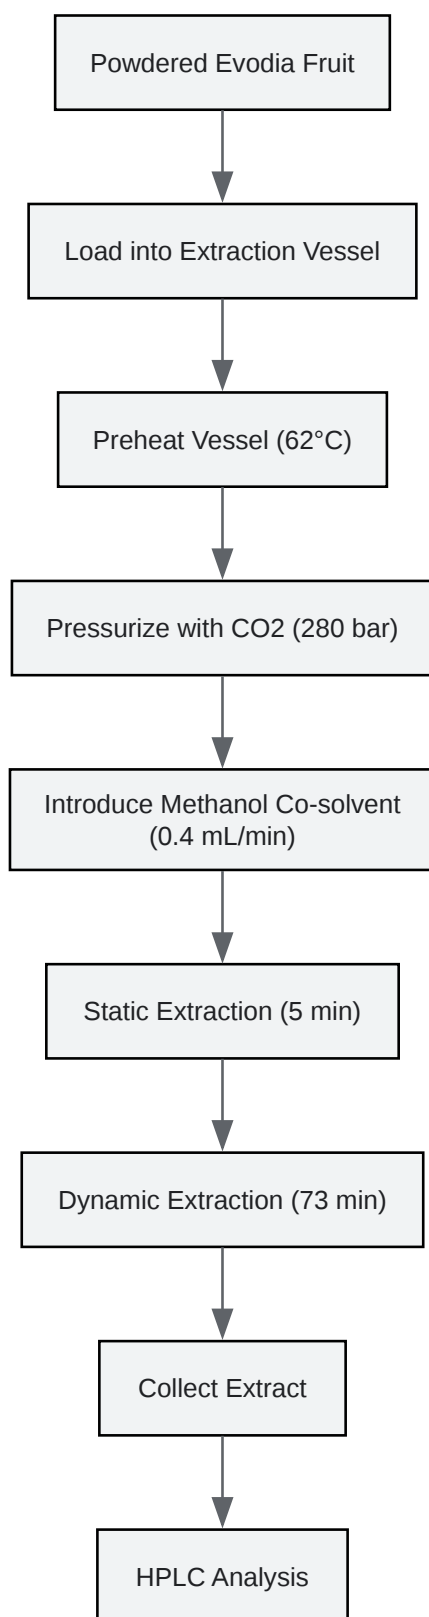 Powdered Evodia Fruit
Load into Extraction Vessel
Preheat Vessel (62°C)
Pressurize with CO2 (280 bar)
Introduce Methanol Co-solvent
(0.4 mL/min)
Static Extraction (5 min)
Dynamic Extraction (73 min)
Collect Extract
HPLC Analysis